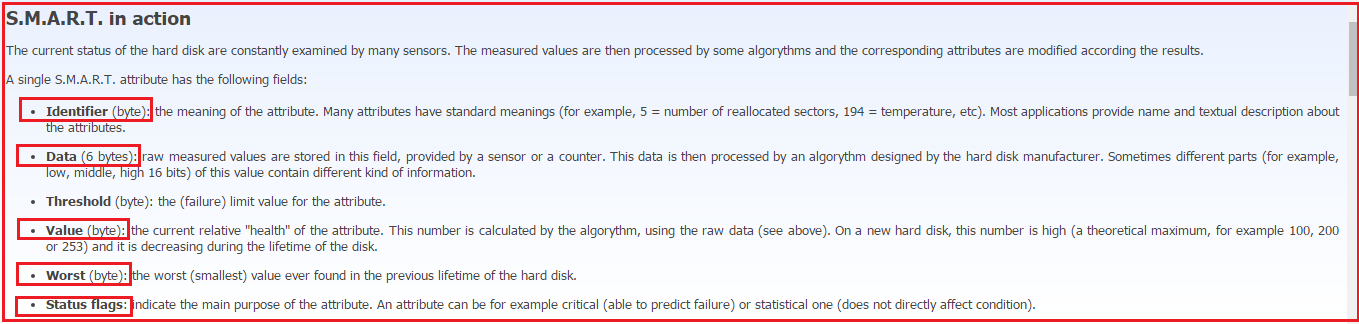 S.M.A.R.T. in action
The current status of the hard disk are constantly examined by many sensors. The measured values are then processed by some algorythms and the corresponding attributes are modified according the results.
A single S.M.A.R.T. attribute has the following fields:
• Identifier (byte): the meaning of the attribute. Many attributes have standard meanings (for example, 5 = number of reallocated sectors, 194 = temperature, etc). Most applications provide name and textual description about
the attributes.
• Data (6 bytes): raw measured values are stored in this field, provided by a sensor or a counter. This data is then processed by an algorythm designed by the hard disk manufacturer. Sometimes different parts (for example,
low, middle, high 16 bits) of this value contain different kind of information.
• Threshold (byte): the (failure) limit value for the attribute.
• Value (byte): the current relative "health" of the attribute. This number is calculated by the algorythm, using the raw data (see above). On a new hard disk, this number is high (a theoretical maximum, for example 100, 200
or 253) and it is decreasing during the lifetime of the disk.
• Worst (byte): the worst (smallest) value ever found in the previous lifetime of the hard disk.
• Status flags: indicate the main purpose of the attribute. An attribute can be for example critical (able to predict failure) or statistical one (does not directly affect condition).